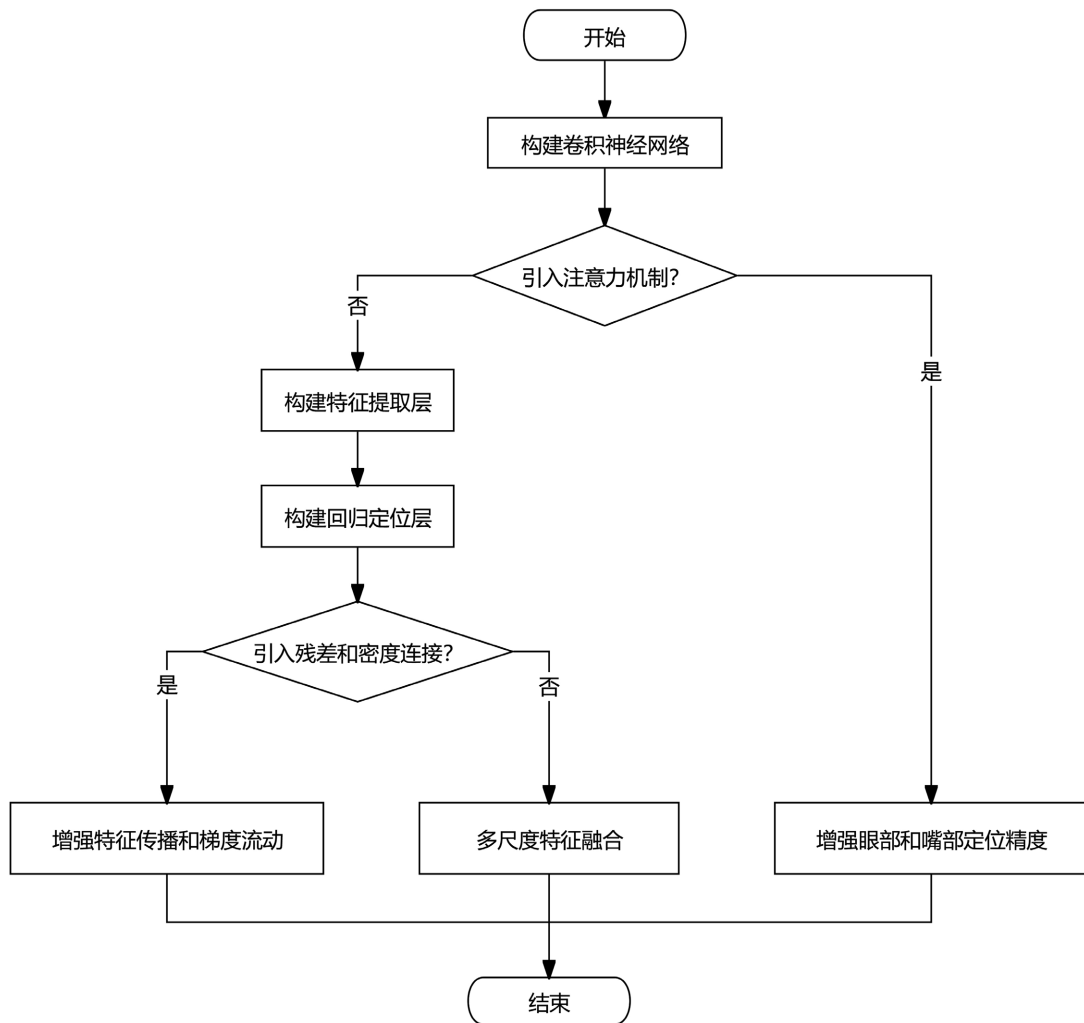 开始
构建卷积神经网络
引入注意力机制?
否
是
构建特征提取层
构建回归定位层
引入残差和密度连接?
是
否
增强特征传播和梯度流动
多尺度特征融合
增强眼部和嘴部定位精度
结束